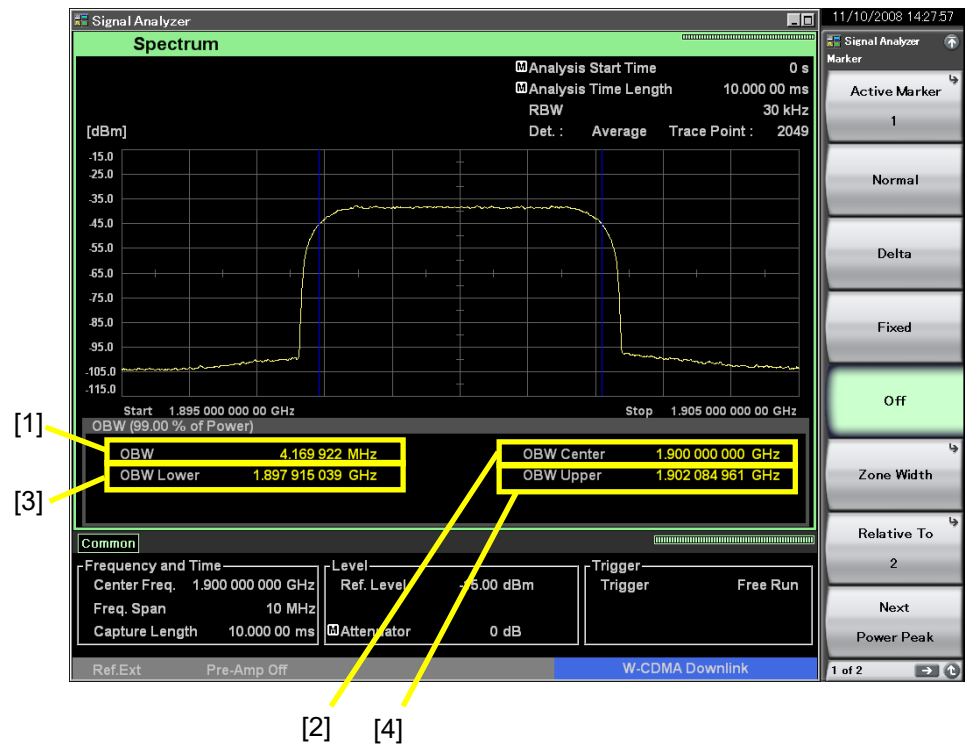 Signal Analyzer
11/10/2008 14:27:57
Spectrum
Signal Analyzer
Marker
M Analysis Start Time 0 s
M Analysis Time Length 10.000 00 ms
RBW 30 kHz
[dBm] Det. : Average Trace Point : 2049
-15.0
-25.0
-35.0
-45.0
-55.0
-65.0
-75.0
-85.0
-95.0
-105.0
-115.0
Start 1.895 000 000 00 GHz Stop 1.905 000 000 00 GHz
OBW (99.00 % of Power)
[1]
OBW 4.169 922 MHz OBW Center 1.900 000 000 GHz
[3]
OBW Lower 1.897 915 039 GHz OBW Upper 1.902 084 961 GHz
Common
Frequency and Time
Center Freq. 1.900 000 000 GHz
Freq. Span 10 MHz
Capture Length 10.000 00 ms
Level
Ref. Level -15.00 dBm
M Attenuator 0 dB
Trigger
Trigger Free Run
Ref.Ext Pre-Amp Off W-CDMA Downlink
Active Marker
1
Normal
Delta
Fixed
Off
Zone Width
Relative To
2
Next
Power Peak
1 of 2
[2] [4]